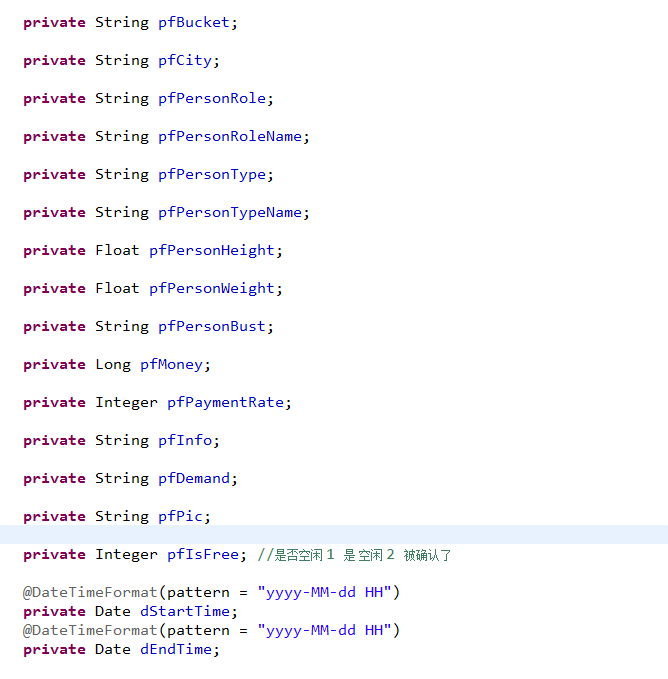 private String pfBucket;
private String pfCity;
private String pfPersonRole;
private String pfPersonRoleName;
private String pfPersonType;
private String pfPersonTypeName;
private Float pfPersonHeight;
private Float pfPersonWeight;
private String pfPersonBust;
private Long pfMoney;
private Integer pfPaymentRate;
private String pfInfo;
private String pfDemand;
private String pfPic;
private Integer pfIsFree; //是否空闲 1 是 空闲 2 被确认了
@DateTimeFormat(pattern = "yyyy-MM-dd HH")
private Date dStartTime;
@DateTimeFormat(pattern = "yyyy-MM-dd HH")
private Date dEndTime;